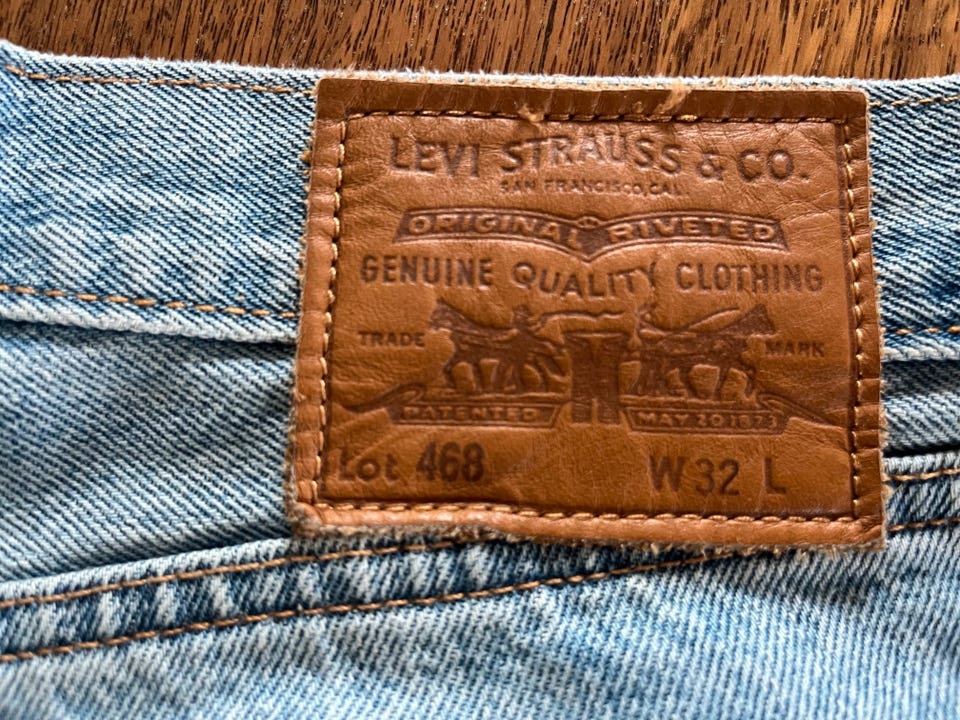 LEVI STRAUSS & CO.
SAN FRANCISCO, CAL.
ORIGINAL RIVETED
GENUINE QUALITY CLOTHING
TRADE MARK
PATENTED MAY 20 1873
Lot 468 W 32 L